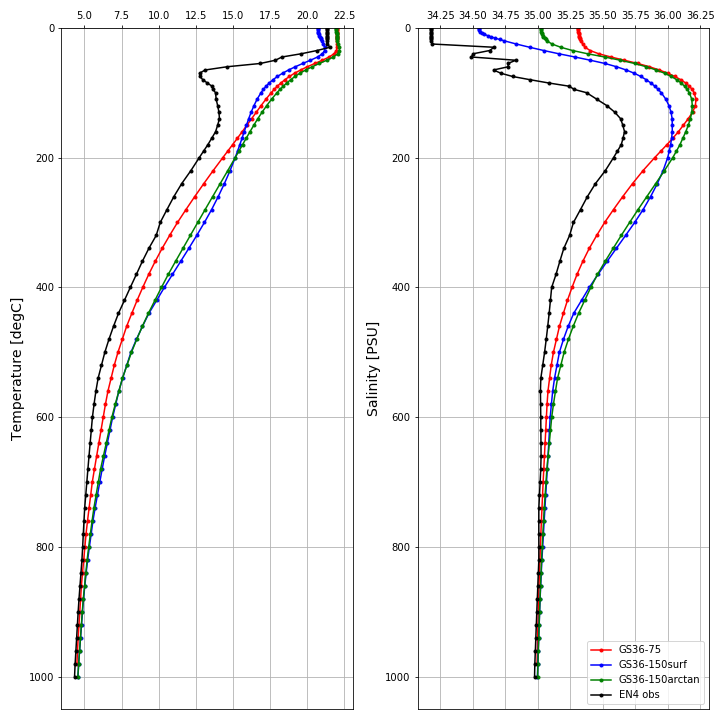 5.0 7.5 10.0 12.5 15.0 17.5 20.0 22.5
34.25 34.50 34.75 35.00 35.25 35.50 35.75 36.00 36.25
0
200
400
600
800
1000
Temperature [degC]
0
200
400
600
800
1000
Salinity [PSU]
GS36-75
GS36-150surf
GS36-150arctan
EN4 obs